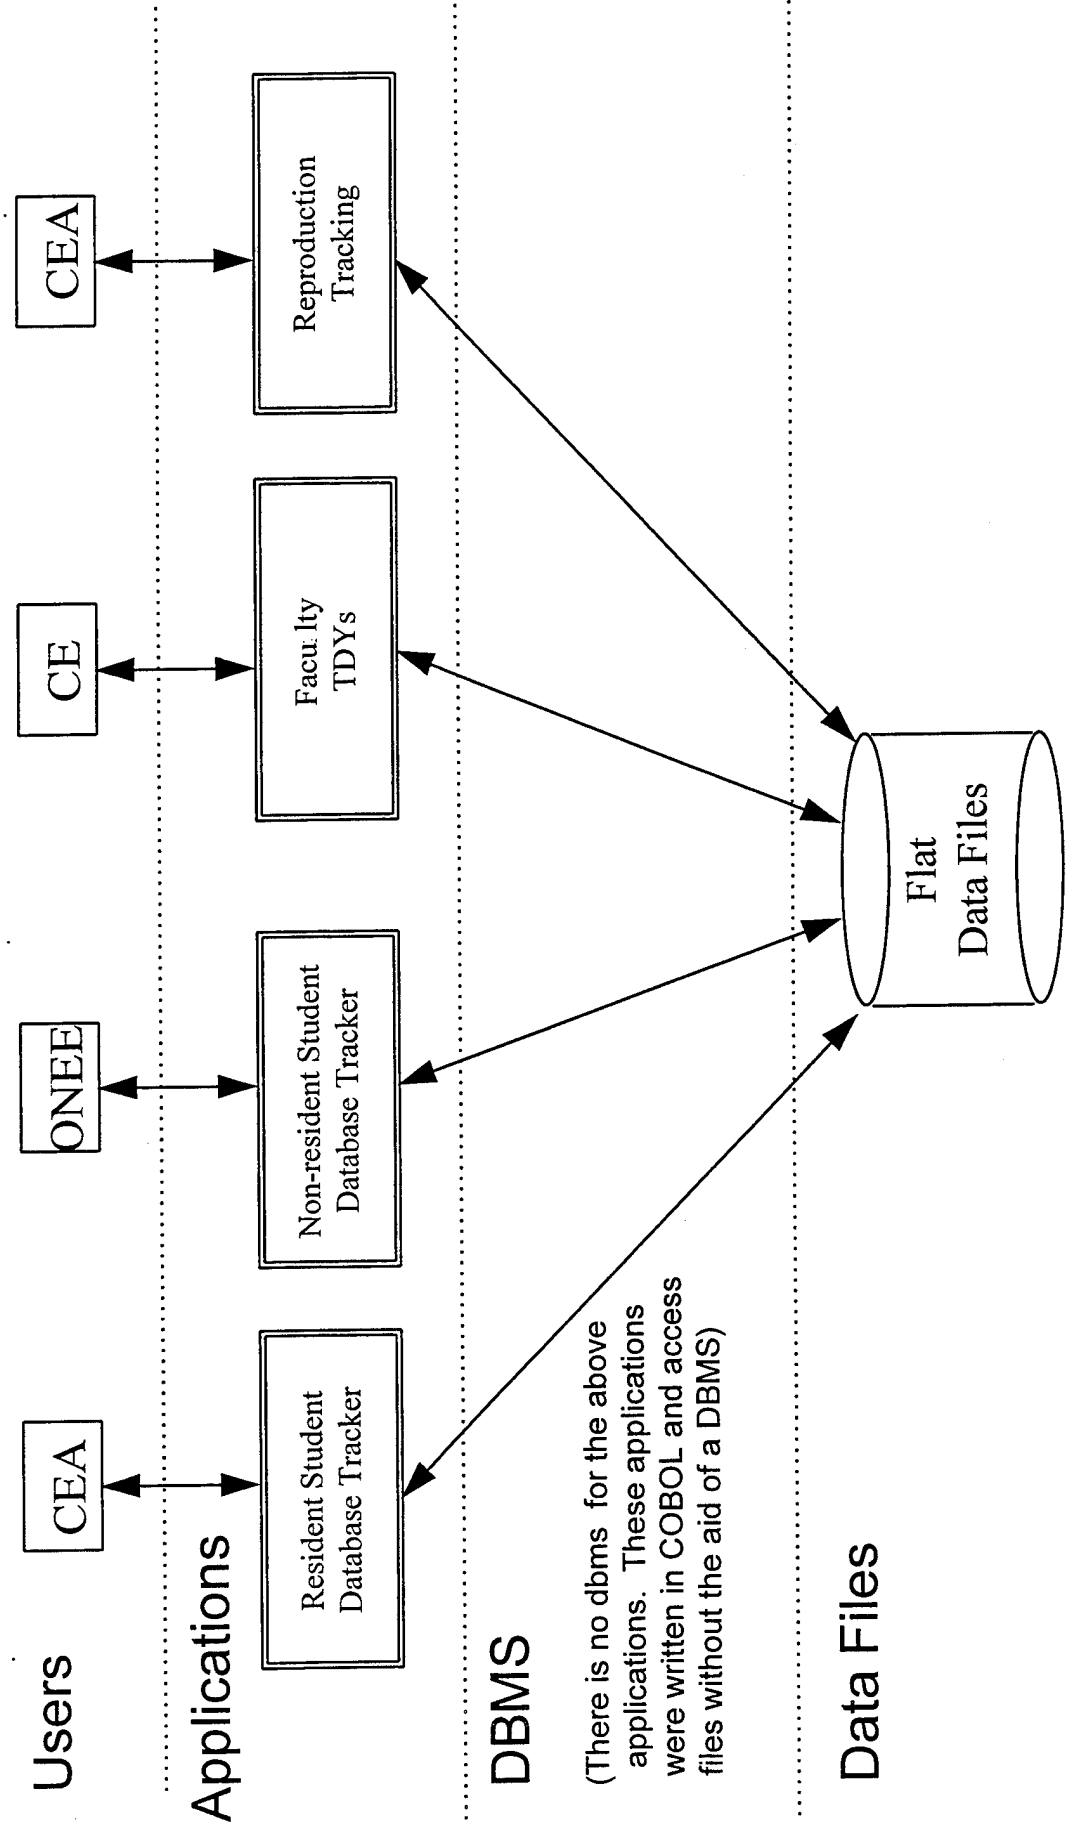 Users
CEA
ONEE
CE
CEA
Applications
Resident Student
Database Tracker
Non-resident Student
Database Tracker
Faculty
TDYs
Reproduction
Tracking
DBMS
(There is no dbms for the above
applications. These applications
were written in COBOL and access
files without the aid of a DBMS)
Data Files
Flat
Data Files